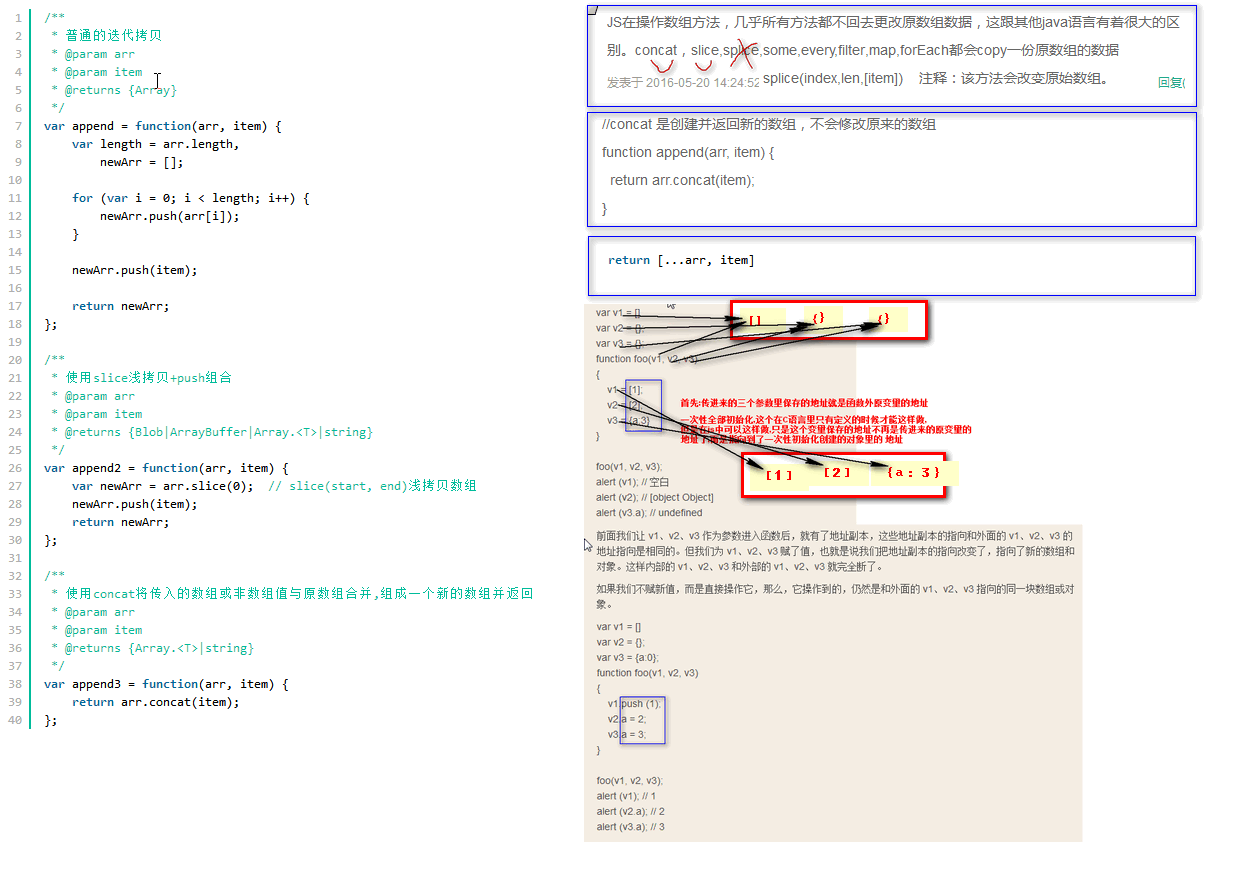 1 /**
2 * 普通的迭代拷贝
3 * @param arr
4 * @param item
5 * @returns {Array}
6 */
7 var append = function(arr, item) {
8 var length = arr.length,
9 newArr = [];
10
11 for (var i = 0; i < length; i++) {
12 newArr.push(arr[i]);
13 }
14
15 newArr.push(item);
16
17 return newArr;
18 };
19
20 /**
21 * 使用slice浅拷贝+push组合
22 * @param arr
23 * @param item
24 * @returns {Blob|ArrayBuffer|Array.<T>|string}
25 */
26 var append2 = function(arr, item) {
27 var newArr = arr.slice(0);  // slice(start, end)浅拷贝数组
28 newArr.push(item);
29 return newArr;
30 };
31
32 /**
33 * 使用concat将传入的数组或非数组值与原数组合并,组成一个新的数组并返回
34 * @param arr
35 * @param item
36 * @returns {Array.<T>|string}
37 */
38 var append3 = function(arr, item) {
39 return arr.concat(item);
40 };
JS在操作数组方法，几乎所有方法都不回去更改原数组数据，这跟其他java语言有着很大的区
别。concat，slice,splice,some,every,filter,map,forEach都会copy一份原数组的数据
发表于 2016-05-20 14:24:52 splice(index,len,[item]) 注释：该方法会改变原始数组。 回复(
//concat 是创建并返回新的数组，不会修改原来的数组
function append(arr, item) {
return arr.concat(item);
}
return [...arr, item]
var v1 = []
var v2 = {};
var v3 = {};
[] {} {}
function foo(v1, v2, v3)
{
v1 = [1];
v2 = [2];
v3 = {a:3}
}
首先:传进来的三个参数里保存的地址就是函数外原变里的地址
一次性全部初始化,这个在C语言里只有定义的时候才能这样做,
但是在js中可以这样做,只是这个变里保存的地址不再是传进来的原变里的
地址了,而是指向到了一次性初始化创建的对象里的 地址
[1] [2] {a: 3}
foo(v1, v2, v3);
alert (v1); // 空白
alert (v2); // [object Object]
alert (v3.a); // undefined
前面我们让 v1、v2、v3 作为参数进入函数后，就有了地址副本，这些地址副本的指向和外面的 v1、v2、v3 的
地址指向是相同的。但我们为 v1、v2、v3 赋了值，也就是说我们把地址副本的指向改变了，指向了新的数组和
对象。这样内部的 v1、v2、v3 和外部的 v1、v2、v3 就完全断了。
如果我们不赋新值，而是直接操作它，那么，它操作到的，仍然是和外面的 v1、v2、v3 指向的同一块数组或对
象。
var v1 = []
var v2 = {};
var v3 = {a:0};
function foo(v1, v2, v3)
{
v1.push (1);
v2.a = 2;
v3.a = 3;
}
foo(v1, v2, v3);
alert (v1); // 1
alert (v2.a); // 2
alert (v3.a); // 3